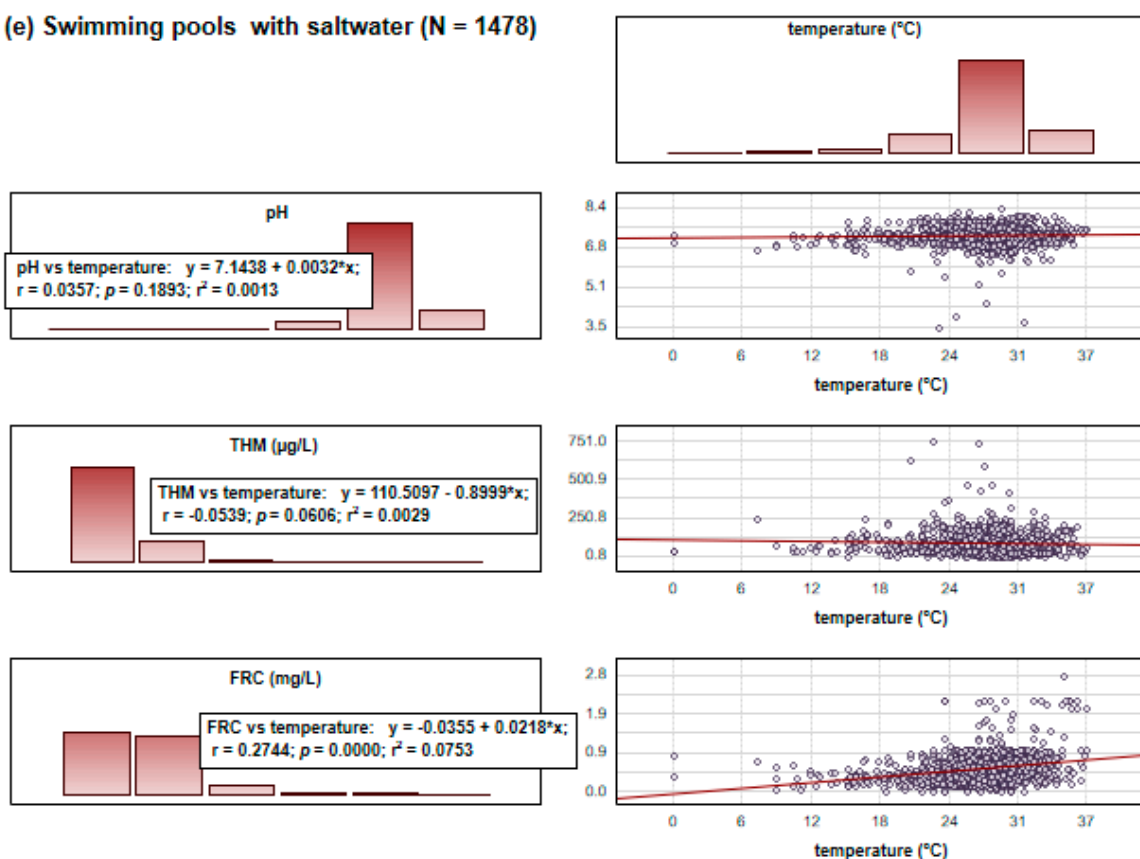 (e) Swimming pools with saltwater (N = 1478)
temperature (°C)
pH
pH vs temperature: y = 7.1438 + 0.0032*x;
r = 0.0357; p = 0.1893; r² = 0.0013
8.4
6.8
5.1
3.5
0 6 12 18 24 31 37
temperature (°C)
THM (µg/L)
THM vs temperature: y = 110.5097 - 0.8999*x;
r = -0.0539; p = 0.0606; r² = 0.0029
751.0
500.9
250.8
0.8
0 6 12 18 24 31 37
temperature (°C)
FRC (mg/L)
FRC vs temperature: y = -0.0355 + 0.0218*x;
r = 0.2744; p = 0.0000; r² = 0.0753
2.8
1.9
0.9
0.0
0 6 12 18 24 31 37
temperature (°C)